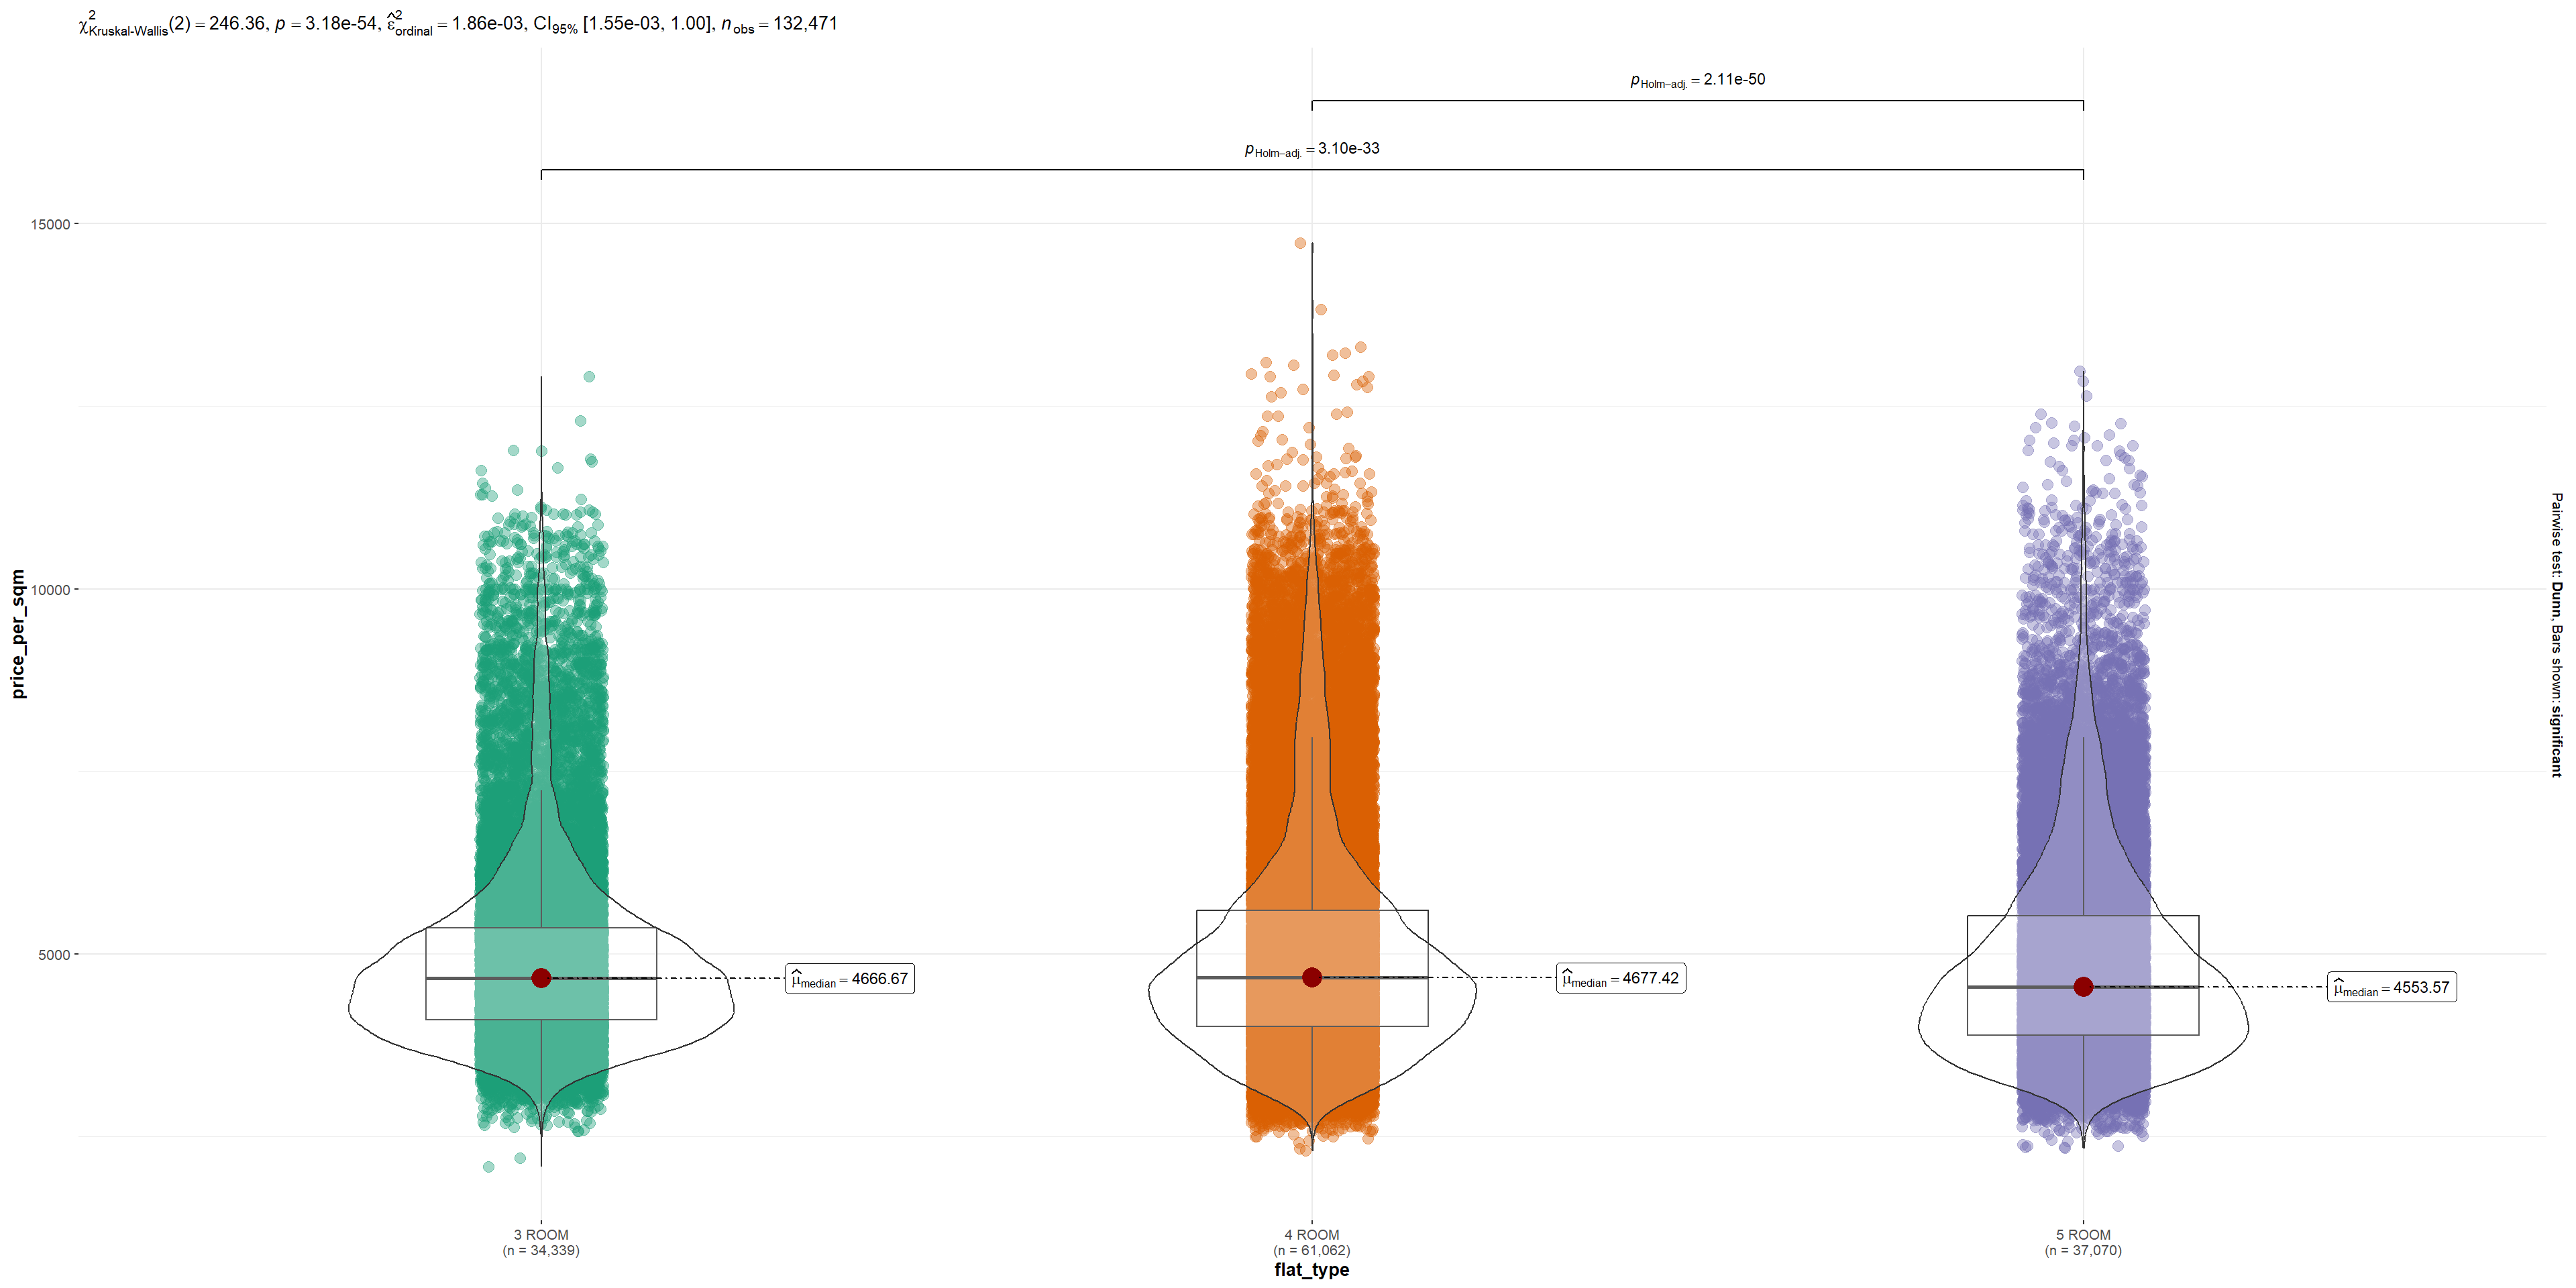 χ²Kruskal-Wallis(2) = 246.36, p = 3.18e-54, ε̂²ordinal = 1.86e-03, CI95% [1.55e-03, 1.00], nobs = 132,471
pHolm–adj. = 2.11e-50
pHolm–adj. = 3.10e-33
15000
10000
5000
price_per_sqm
μ̂median = 4666.67
μ̂median = 4677.42
μ̂median = 4553.57
Pairwise test: Dunn, Bars shown: significant
3 ROOM
(n = 34,339)
4 ROOM
(n = 61,062)
5 ROOM
(n = 37,070)
flat_type